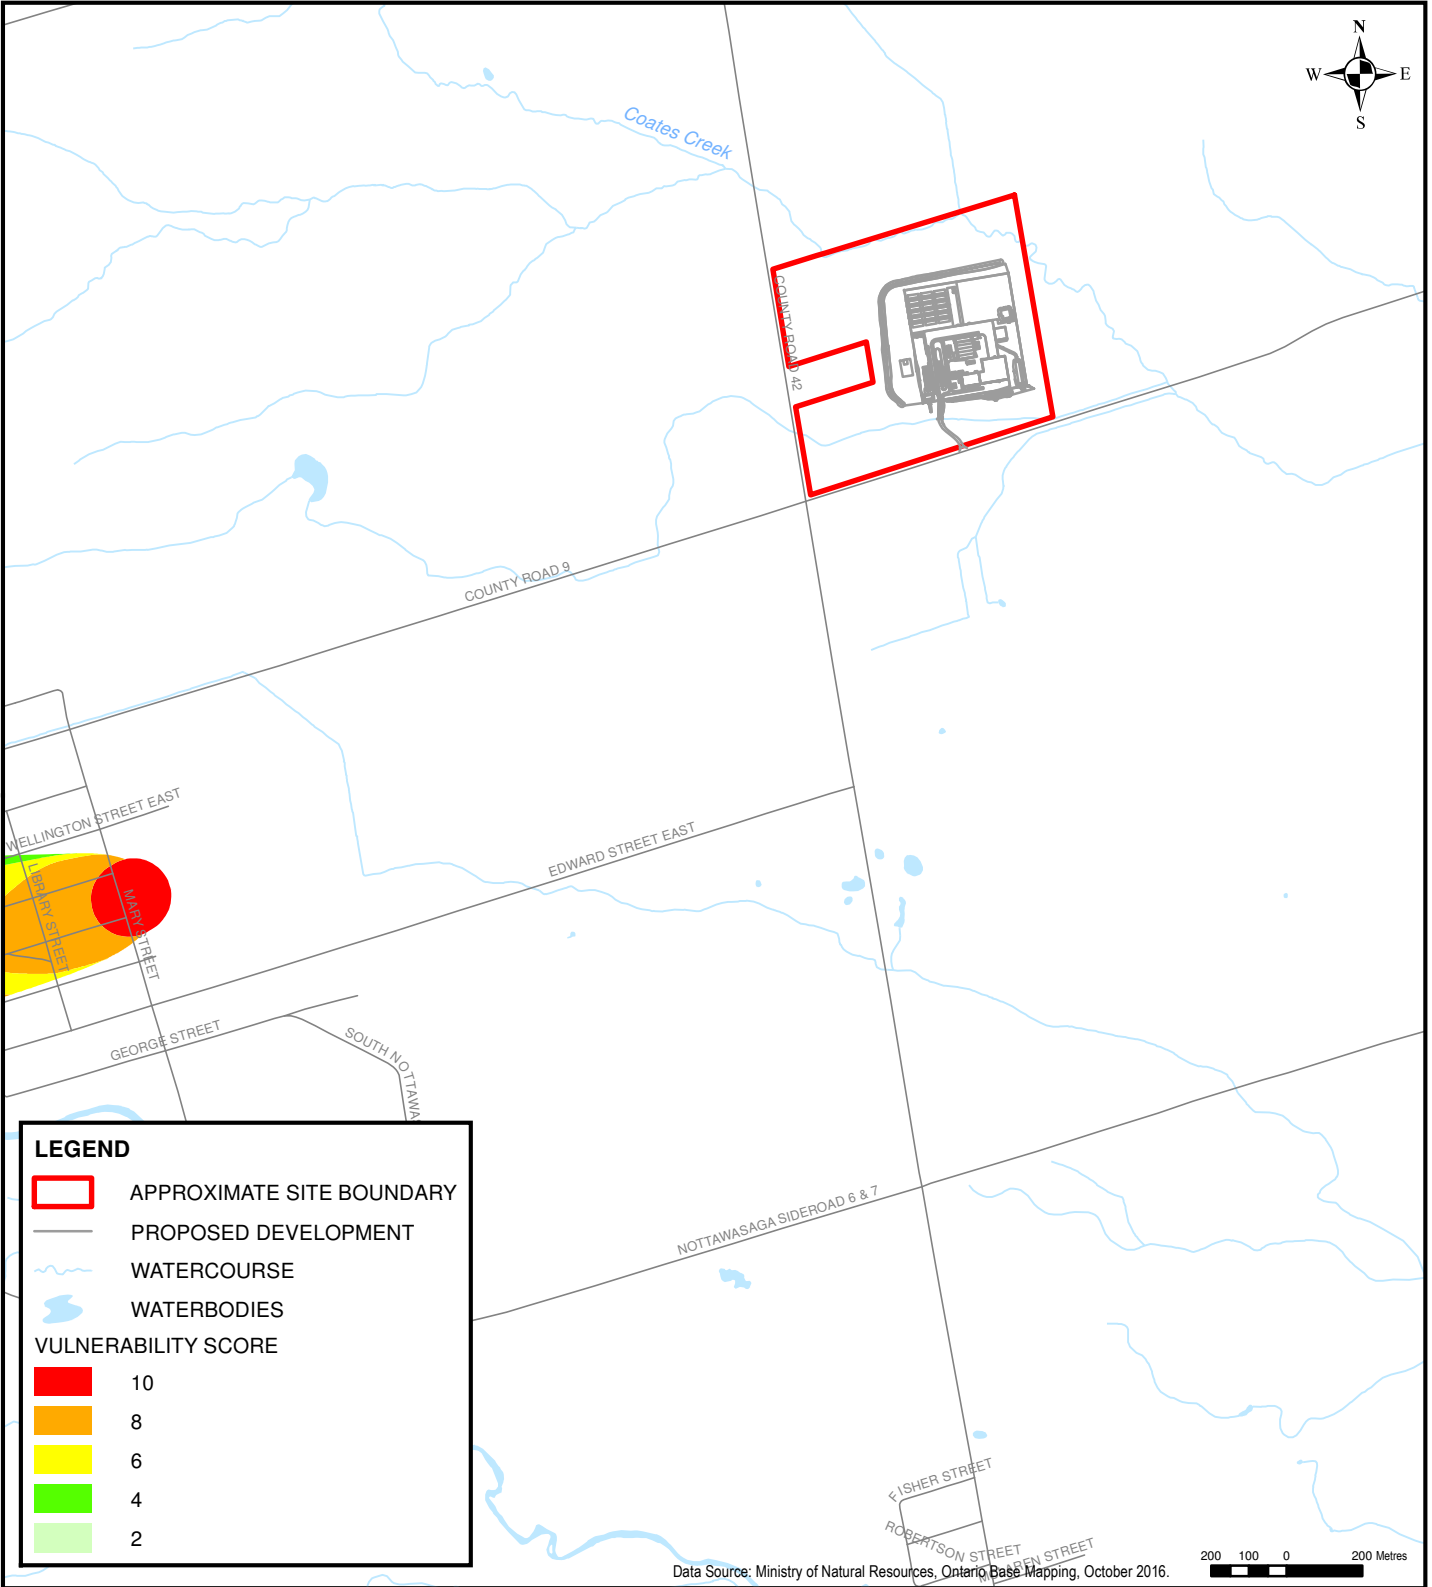 N
W E
S
Coates Creek
COUNTY ROAD 42
COUNTY ROAD 9
WELLINGTON STREET EAST
EDWARD STREET EAST
LIBRARY STREET
MARY STREET
GEORGE STREET
SOUTH NOTTAWA
NOTTAWASAGA SIDEROAD 6 & 7
FISHER STREET
ROBERTSON STREET
STREET
LEGEND
APPROXIMATE SITE BOUNDARY
PROPOSED DEVELOPMENT
WATERCOURSE
WATERBODIES
VULNERABILITY SCORE
10
8
6
4
2
Data Source: Ministry of Natural Resources, Ontario Base Mapping, October 2016.
200 100 0 200 Metres